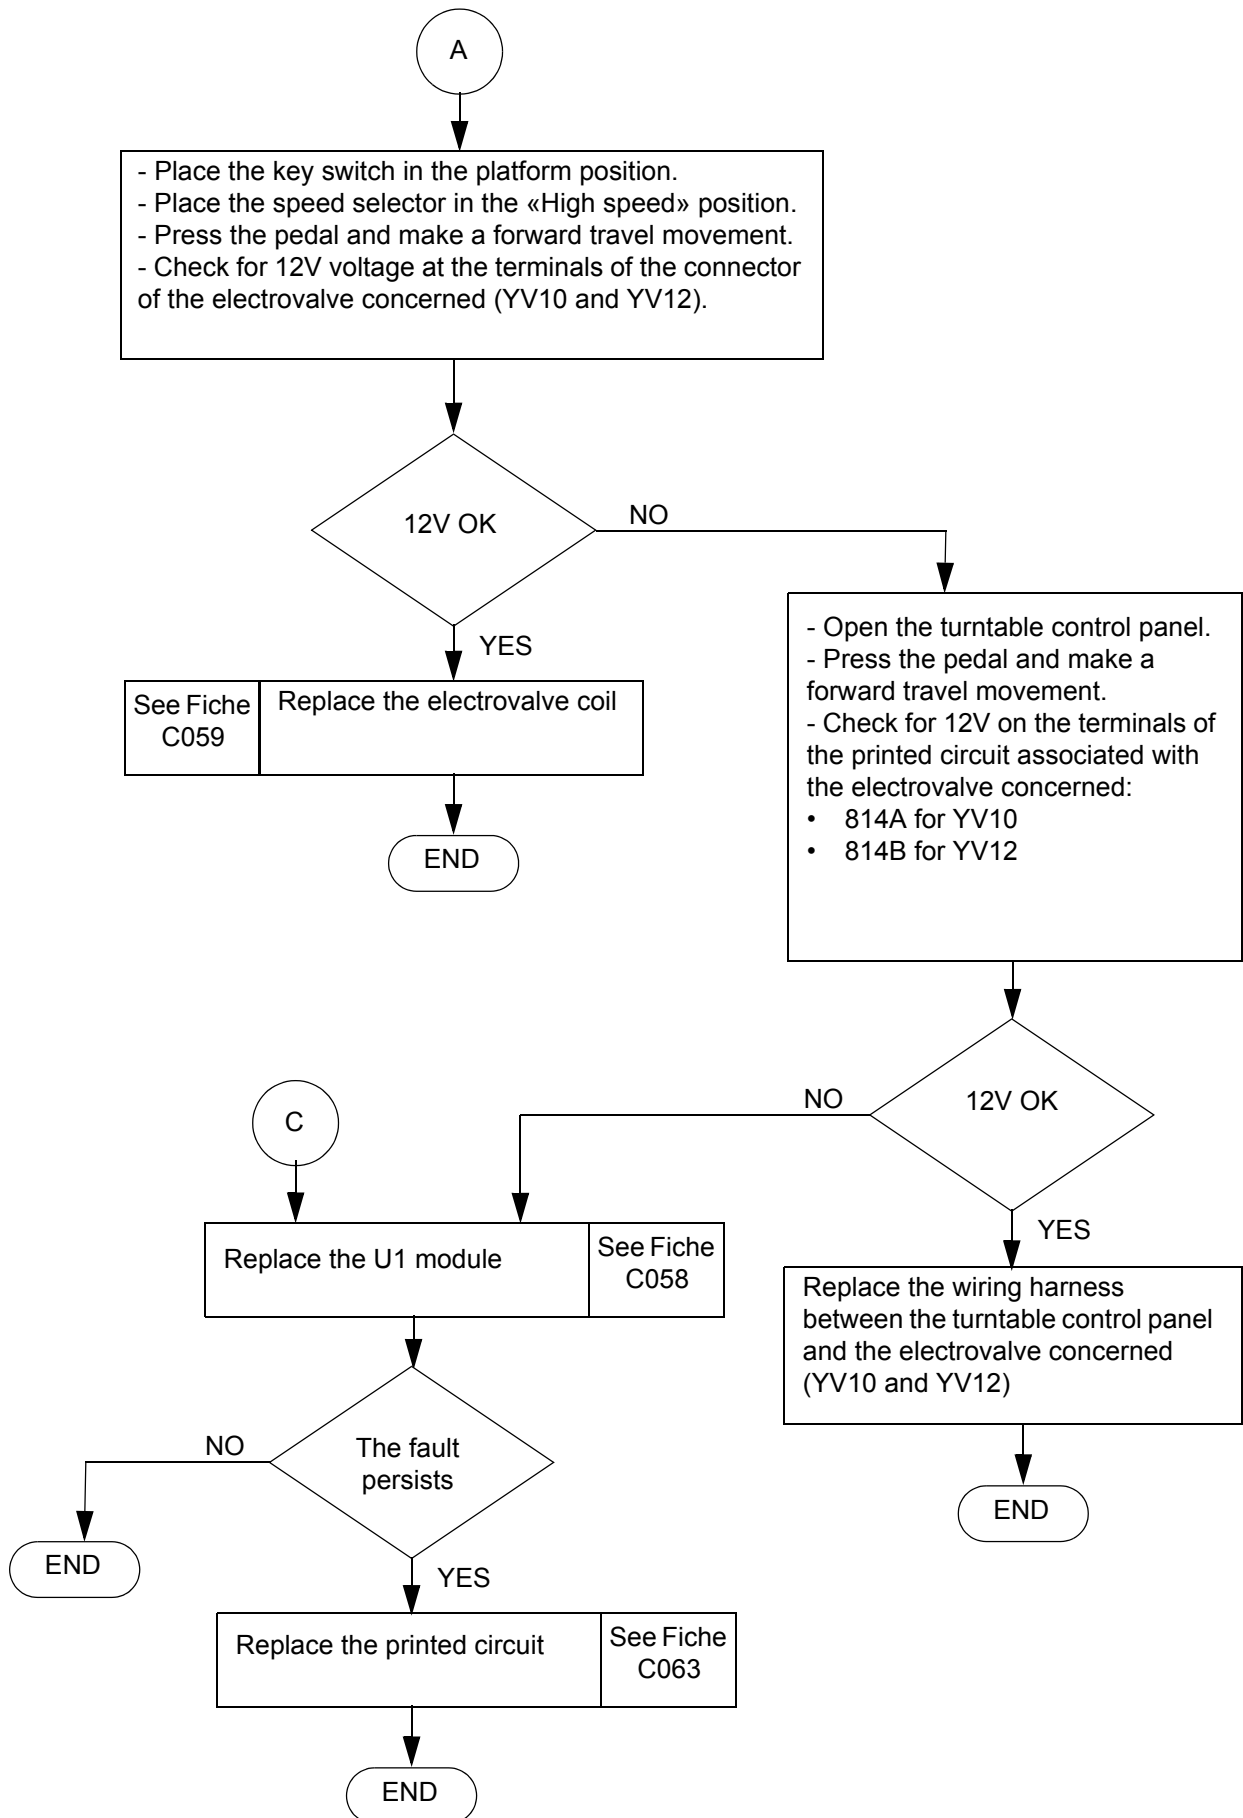 A
- Place the key switch in the platform position.
- Place the speed selector in the «High speed» position.
- Press the pedal and make a forward travel movement.
- Check for 12V voltage at the terminals of the connector
of the electrovalve concerned (YV10 and YV12).
12V OK
NO
YES
See Fiche
C059
Replace the electrovalve coil
END
- Open the turntable control panel.
- Press the pedal and make a
forward travel movement.
- Check for 12V on the terminals of
the printed circuit associated with
the electrovalve concerned:
• 814A for YV10
• 814B for YV12
12V OK
NO
YES
C
Replace the U1 module
See Fiche
C058
Replace the wiring harness
between the turntable control panel
and the electrovalve concerned
(YV10 and YV12)
END
The fault
persists
NO
END
YES
Replace the printed circuit
See Fiche
C063
END